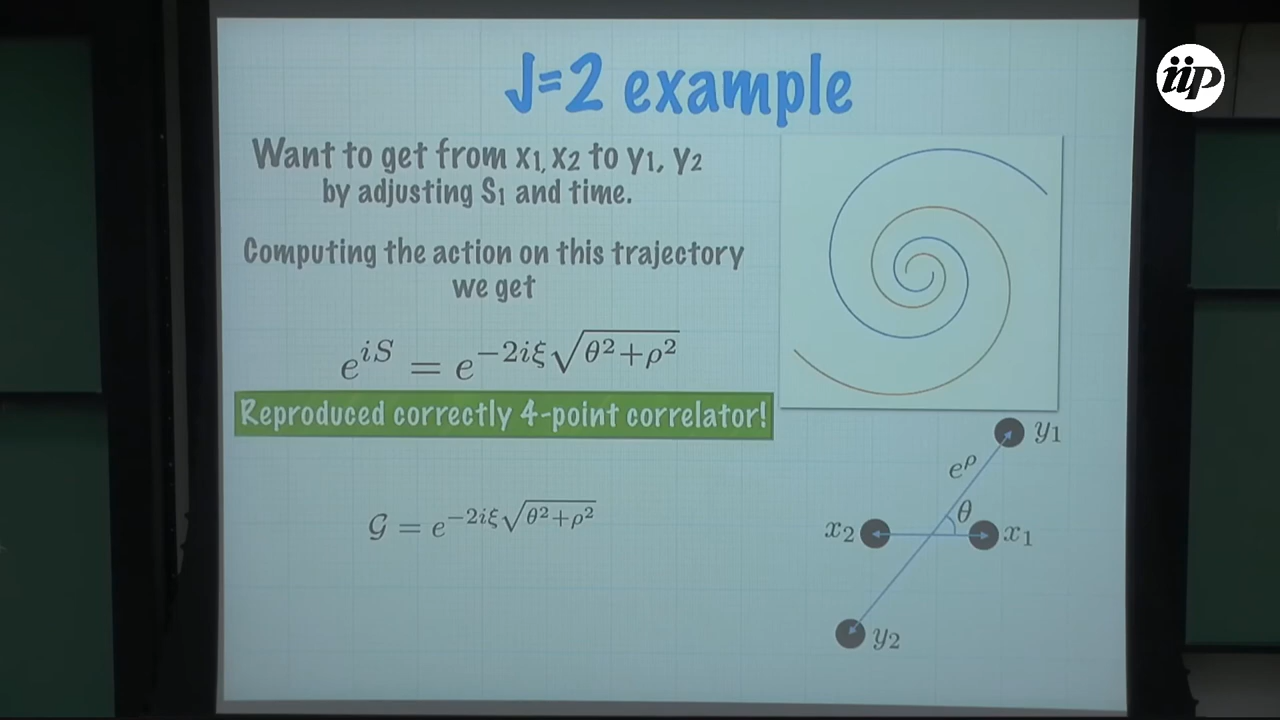 iip
J=2 example
Want to get from x₁, x₂ to y₁, y₂
by adjusting S₁ and time.
Computing the action on this trajectory
we get
e^{iS} = e^{-2iξ√(θ²+ρ²)}
Reproduced correctly 4-point correlator!
𝒢 = e^{-2iξ√(θ²+ρ²)}
y₁
e^ρ
θ
x₂
x₁
y₂